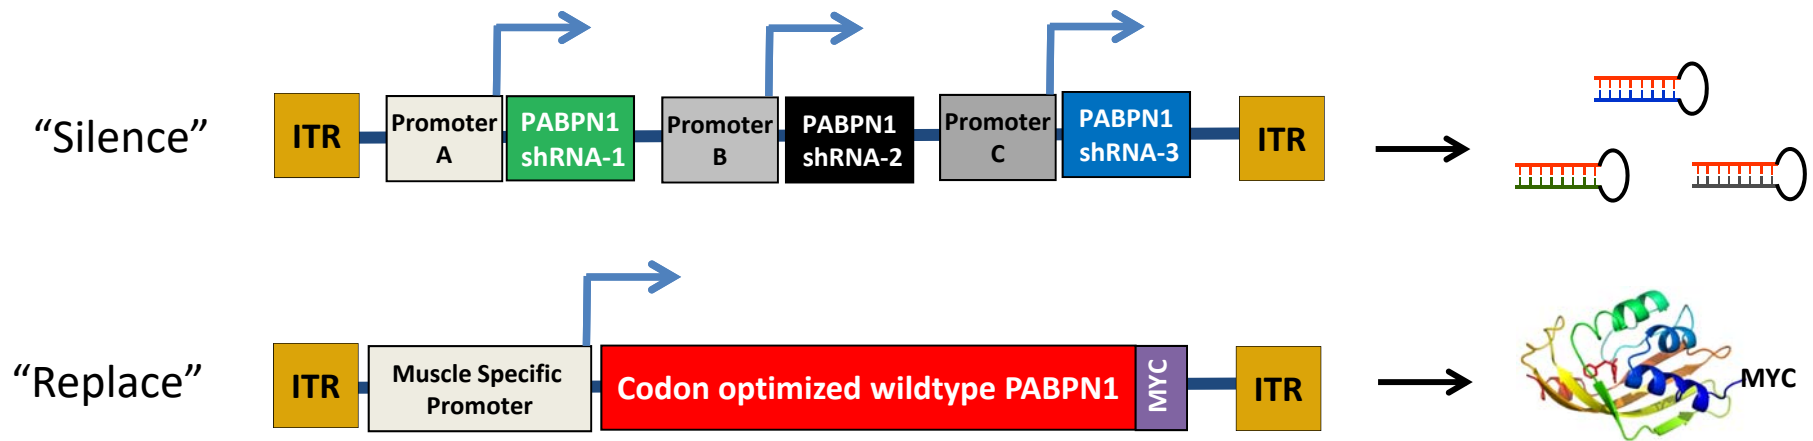 “Silence”
ITR
Promoter
A
PABPN1
shRNA-1
Promoter
B
PABPN1
shRNA-2
Promoter
C
PABPN1
shRNA-3
ITR
“Replace”
ITR
Muscle Specific
Promoter
Codon optimized wildtype PABPN1
MYC
ITR
MYC